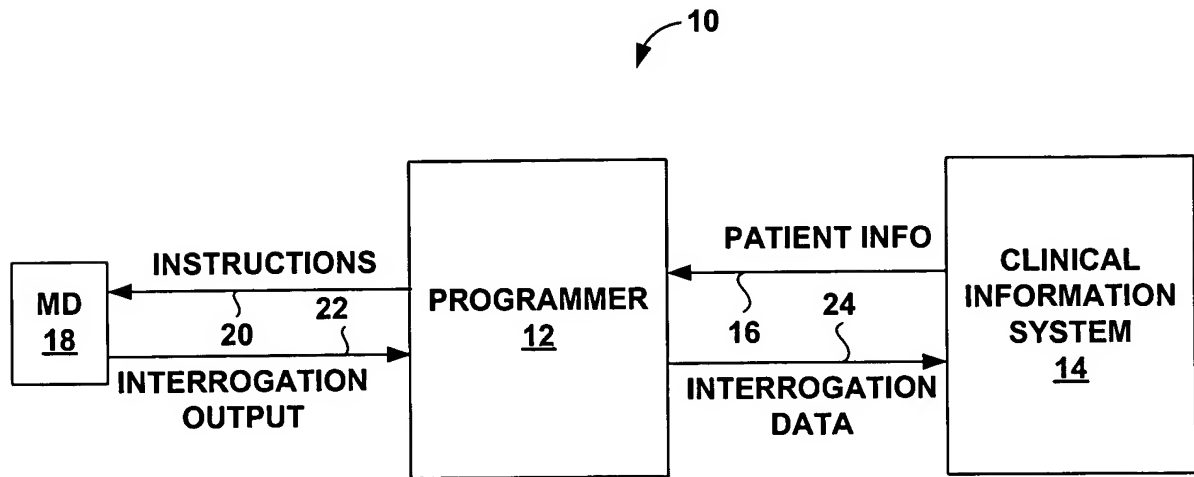 10
MD
18
INSTRUCTIONS
20
22
INTERROGATION
OUTPUT
PROGRAMMER
12
PATIENT INFO
16
24
INTERROGATION
DATA
CLINICAL
INFORMATION
SYSTEM
14